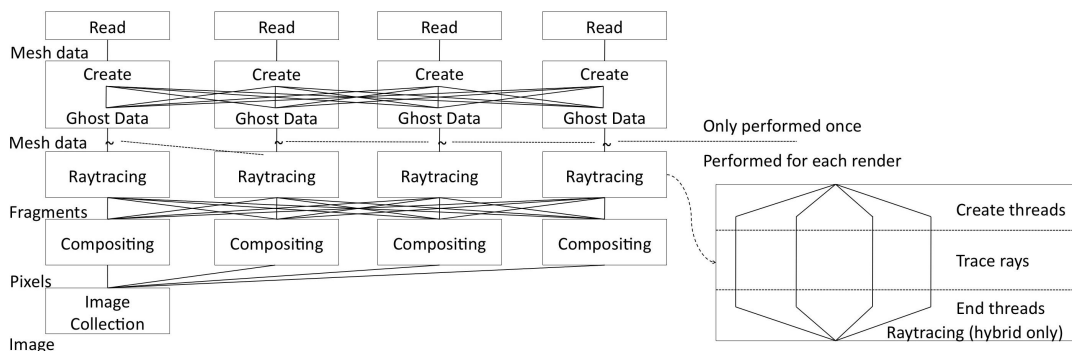 Read Read Read Read
Mesh data
Create Create Create Create
Ghost Data Ghost Data Ghost Data Ghost Data
Only performed once
Mesh data ~ ~ ~ ~
Performed for each render
Raytracing Raytracing Raytracing Raytracing
Fragments
Create threads
Compositing Compositing Compositing Compositing
Trace rays
Pixels
Image
Collection
End threads
Raytracing (hybrid only)
Image